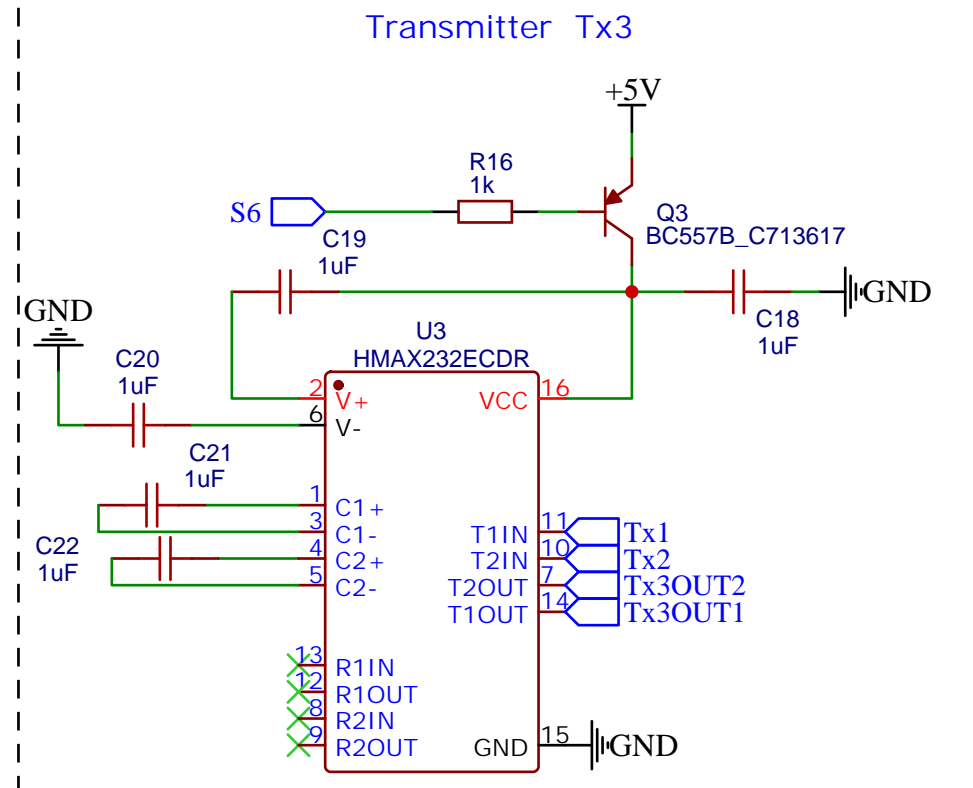 Transmitter Tx3
+5V
R16
1k
S6
Q3
BC557B_C713617
C19
1uF
GND
C18
1uF
GND
U3
HMAX232ECDR
C20
1uF
2
V+
VCC
16
6
V-
C21
1uF
1
C1+
3
C1-
T1IN
11
Tx1
C22
1uF
4
C2+
T2IN
10
Tx2
5
C2-
T2OUT
7
Tx3OUT2
T1OUT
14
Tx3OUT1
13
R1IN
12
R1OUT
8
R2IN
9
R2OUT
GND
15
GND